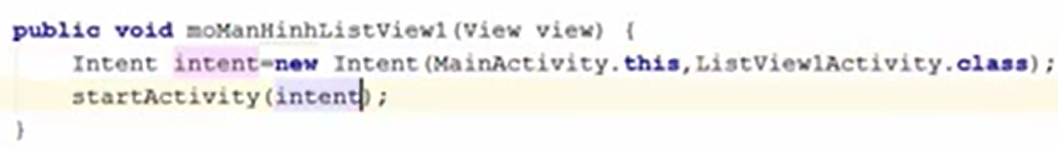 public void moManHinhListView1(View view) {
    Intent intent=new Intent(MainActivity.this,ListView1Activity.class);
    startActivity(intent);
}